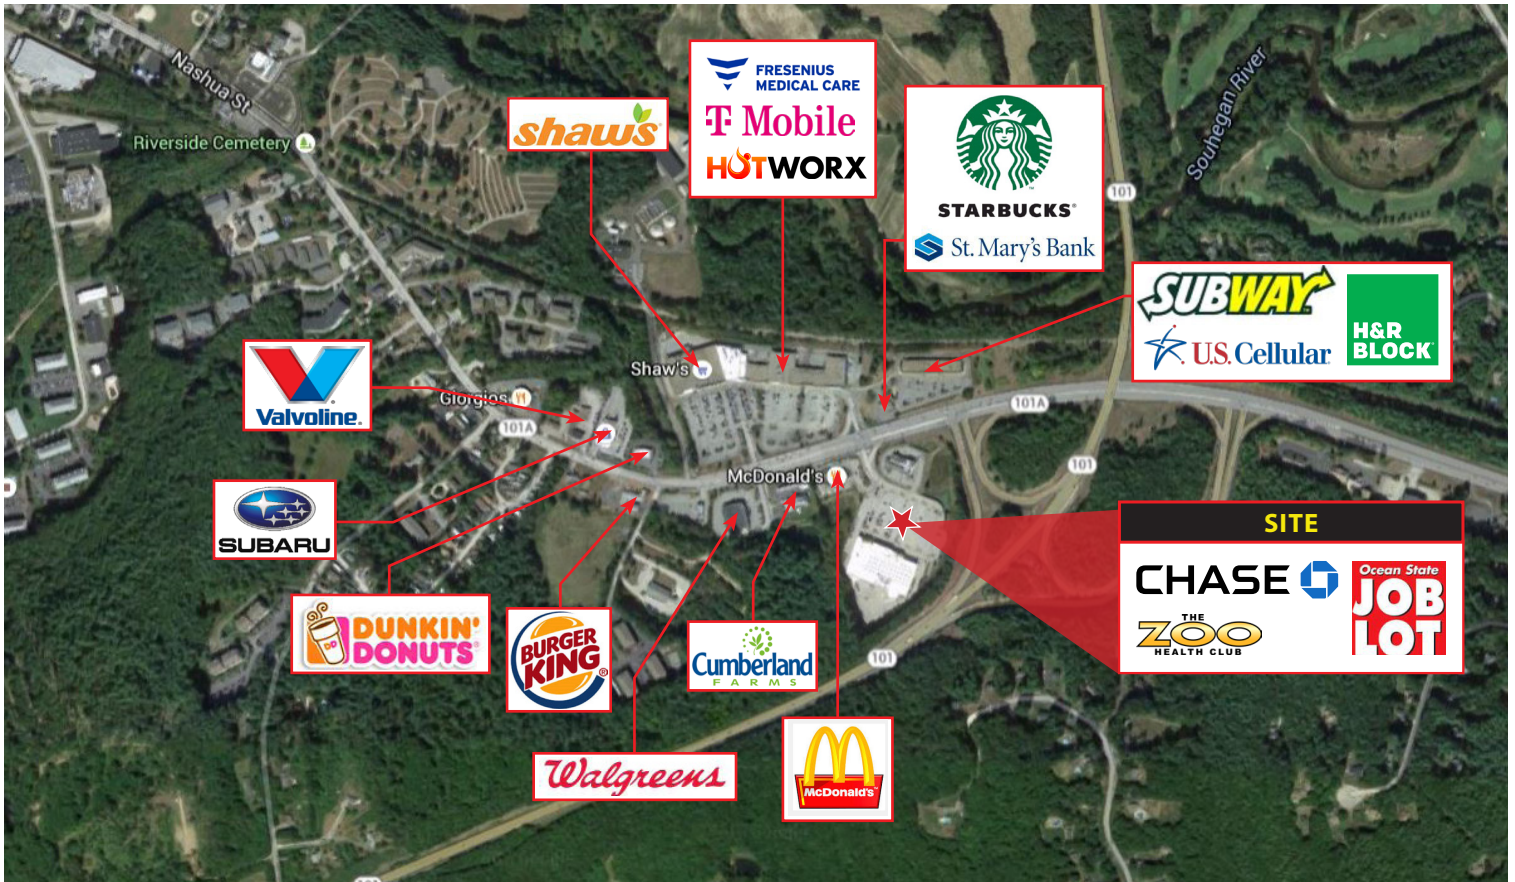 Nashua St
Riverside Cemetery
shaw's
FRESENIUS
MEDICAL CARE
T Mobile
HOTWORX
STARBUCKS®
St. Mary's Bank
101
Souhegan River
SUBWAY
U.S. Cellular
H&R
BLOCK®
Valvoline®
Giorgios
101A
Shaw's
101A
McDonald's
101
SUBARU
DUNKIN'
DONUTS®
BURGER
KING®
Cumberland
FARMS
Walgreens
McDonald's
101
SITE
CHASE
THE
ZOO
HEALTH CLUB
Ocean State
JOB
LOT